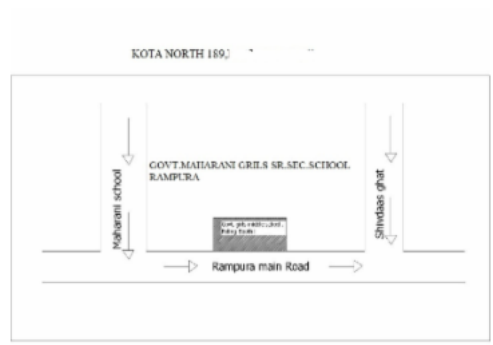 KOTA NORTH 189,
GOVT.MAHARANI GRILS SR.SEC.SCHOOL
RAMPURA
Maharani school
Shivdaas ghat
Rampura main Road